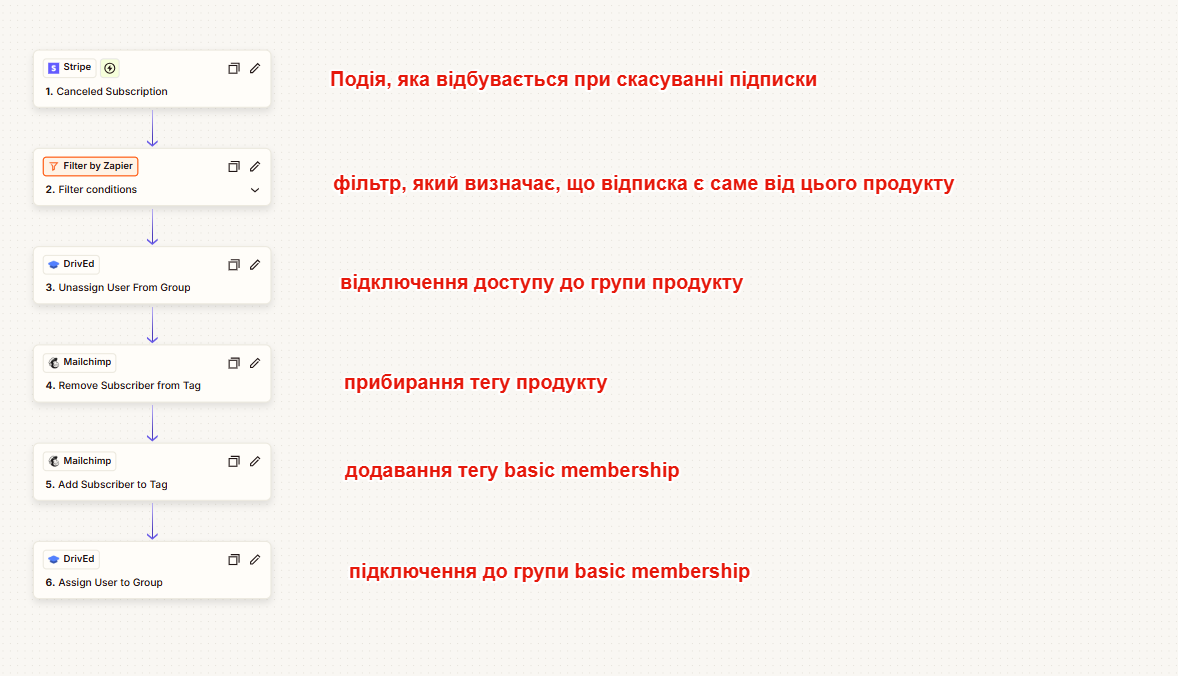 Stripe
1. Canceled Subscription
Подія, яка відбувається при скасуванні підписки
Filter by Zapier
2. Filter conditions
фільтр, який визначає, що відписка є саме від цього продукту
DrivEd
3. Unassign User From Group
відключення доступу до групи продукту
Mailchimp
4. Remove Subscriber from Tag
прибирання тегу продукту
Mailchimp
5. Add Subscriber to Tag
додавання тегу basic membership
DrivEd
6. Assign User to Group
підключення до групи basic membership